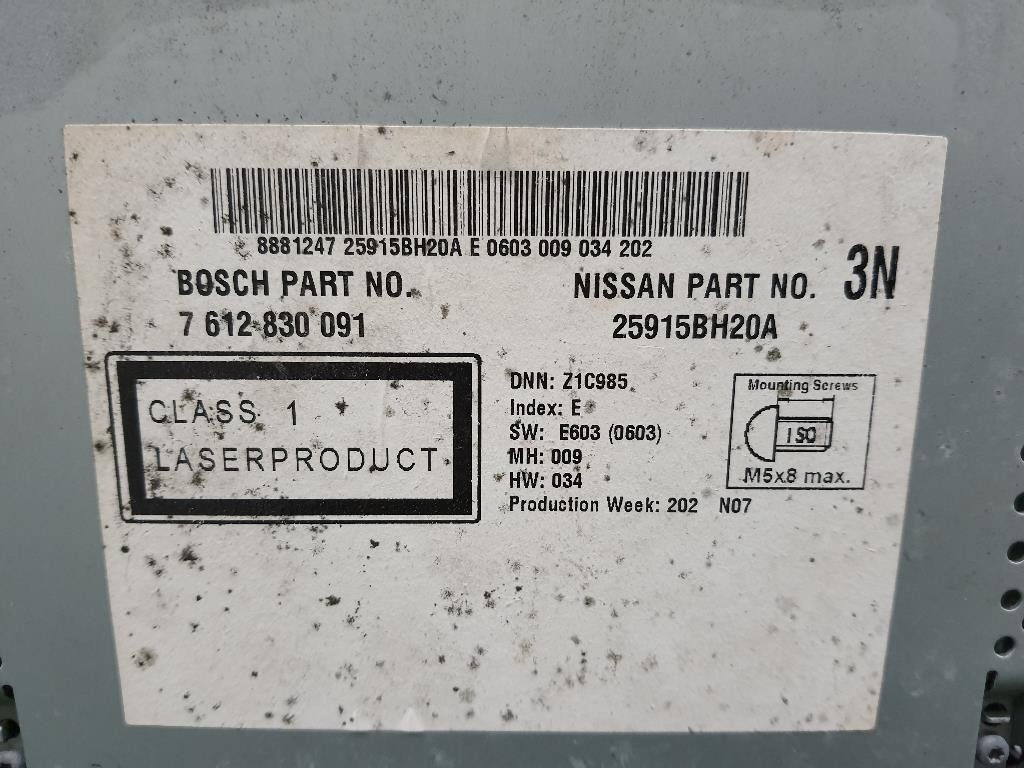 8881247 25915BH20A E 0603 009 034 202
BOSCH PART NO.
7 612 830 091
NISSAN PART NO.
25915BH20A
3N
CLASS 1
LASERPRODUCT
DNN: Z1C985
Index: E
SW: E603 (0603)
MH: 009
HW: 034
Production Week: 202 N07
Mounting Screws
ISO
M5x8 max.